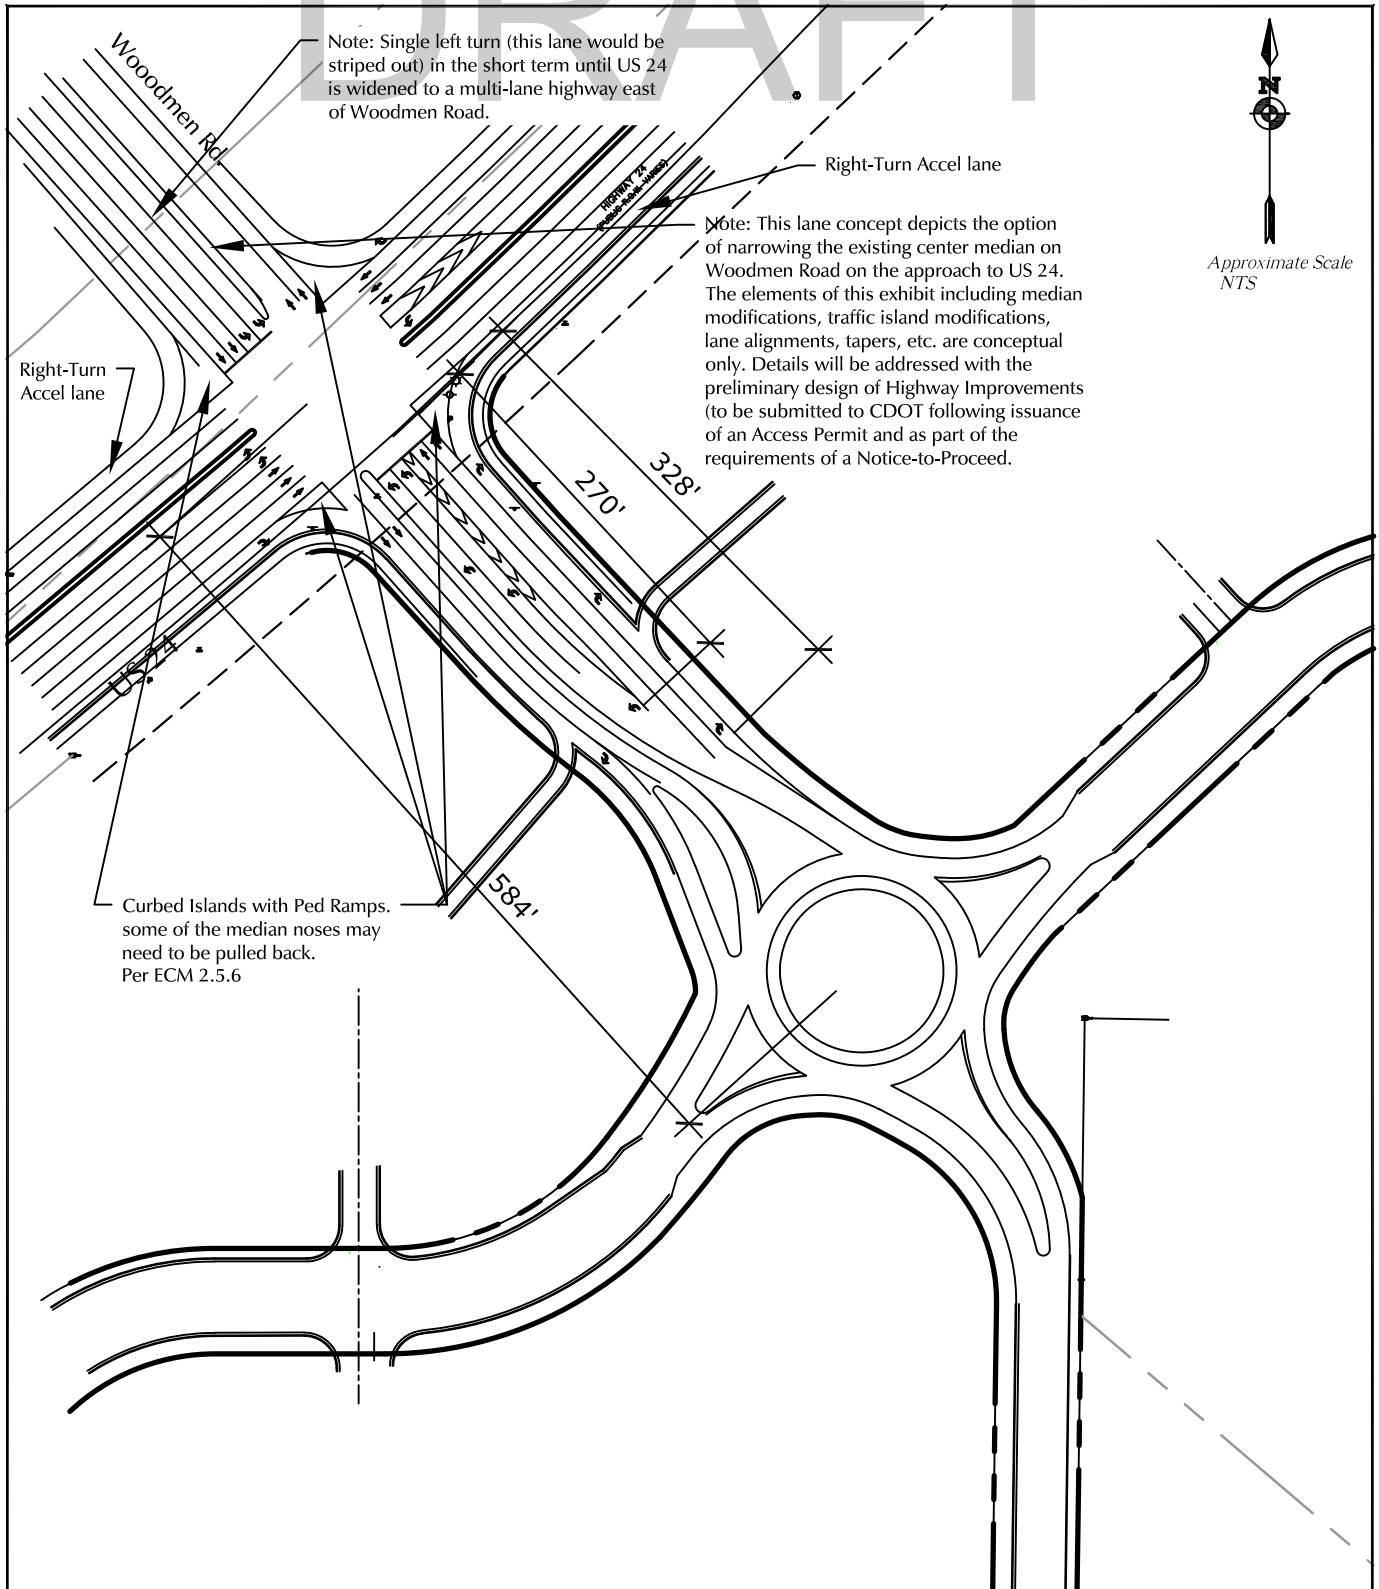 DRAFT
Note: Single left turn (this lane would be
striped out) in the short term until US 24
is widened to a multi-lane highway east
of Woodmen Road.
Wooodmen Rd.
N
Approximate Scale
NTS
Right-Turn Accel lane
HIGHWAY 24
(PUBLIC R.O.W. VARIES)
Note: This lane concept depicts the option
of narrowing the existing center median on
Woodmen Road on the approach to US 24.
The elements of this exhibit including median
modifications, traffic island modifications,
lane alignments, tapers, etc. are conceptual
only. Details will be addressed with the
preliminary design of Highway Improvements
(to be submitted to CDOT following issuance
of an Access Permit and as part of the
requirements of a Notice-to-Proceed.
Right-Turn
Accel lane
328'
270'
US 24
584'
Curbed Islands with Ped Ramps.
some of the median noses may
need to be pulled back.
Per ECM 2.5.6